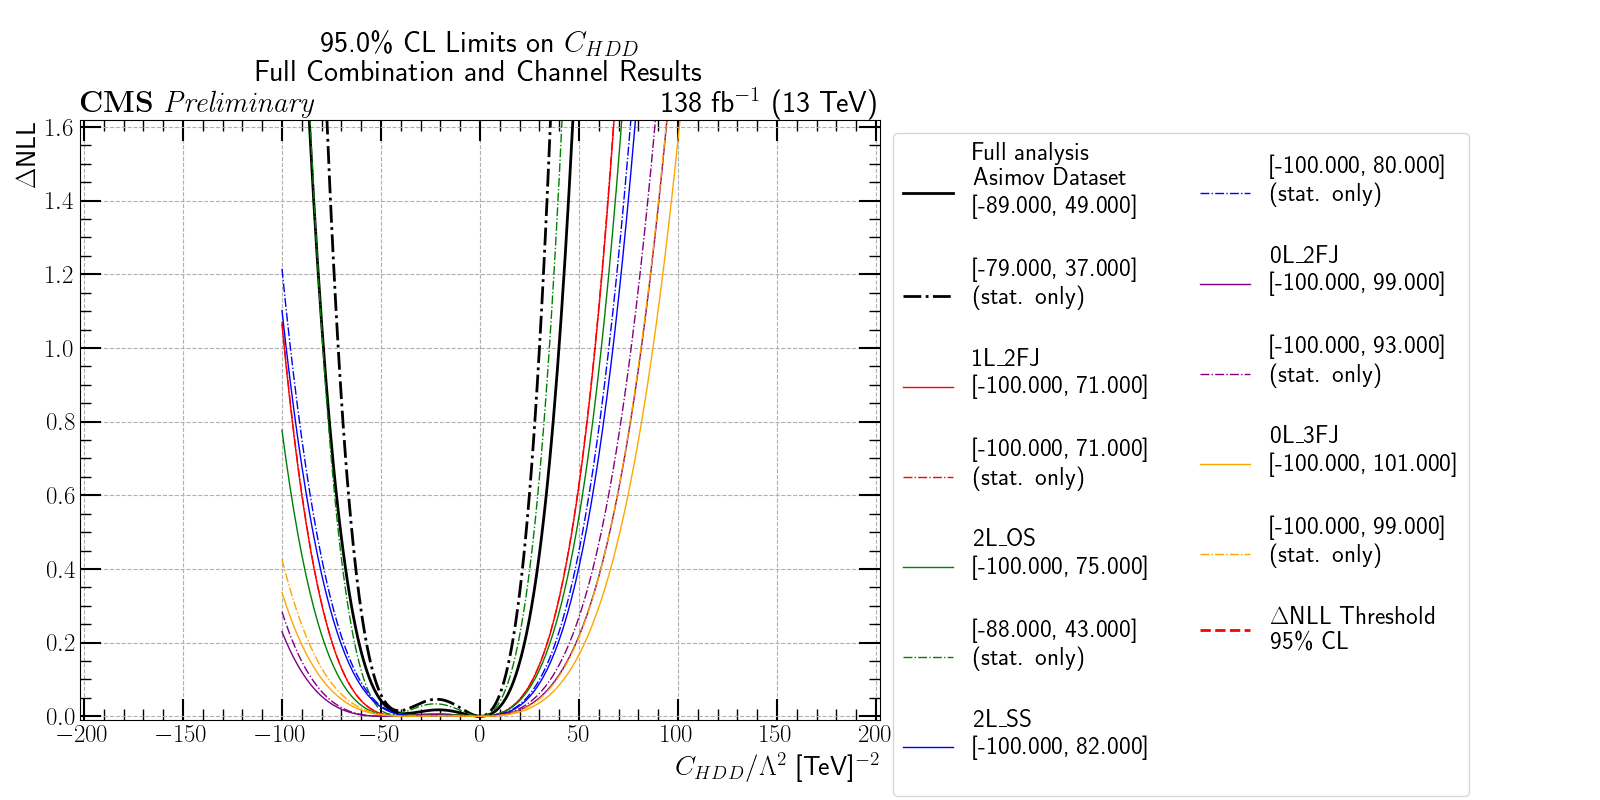 95.0% CL Limits on C_{HDD}
Full Combination and Channel Results
CMS Preliminary
138 fb^{-1} (13 TeV)
ΔNLL
1.6
1.4
1.2
1.0
0.8
0.6
0.4
0.2
0.0
−200 −150 −100 −50 0 50 100 150 200
C_{HDD}/Λ^2 [TeV]^{-2}
Full analysis
Asimov Dataset
[-89.000, 49.000]
[-79.000, 37.000]
(stat. only)
1L_2FJ
[-100.000, 71.000]
[-100.000, 71.000]
(stat. only)
2L_OS
[-100.000, 75.000]
[-88.000, 43.000]
(stat. only)
2L_SS
[-100.000, 82.000]
[-100.000, 80.000]
(stat. only)
0L_2FJ
[-100.000, 99.000]
[-100.000, 93.000]
(stat. only)
0L_3FJ
[-100.000, 101.000]
[-100.000, 99.000]
(stat. only)
ΔNLL Threshold
95% CL